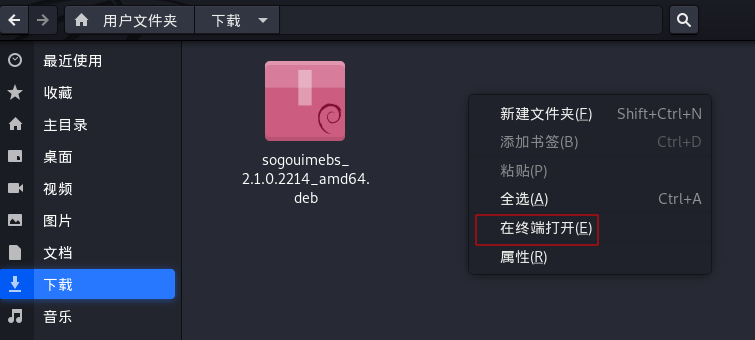 用户文件夹 下载
最近使用
收藏
主目录
桌面
视频
图片
文档
下载
音乐
sogouimebs_
2.1.0.2214_amd64.
deb
新建文件夹(F) Shift+Ctrl+N
添加书签(B) Ctrl+D
粘贴(P)
全选(A) Ctrl+A
在终端打开(E)
属性(R)